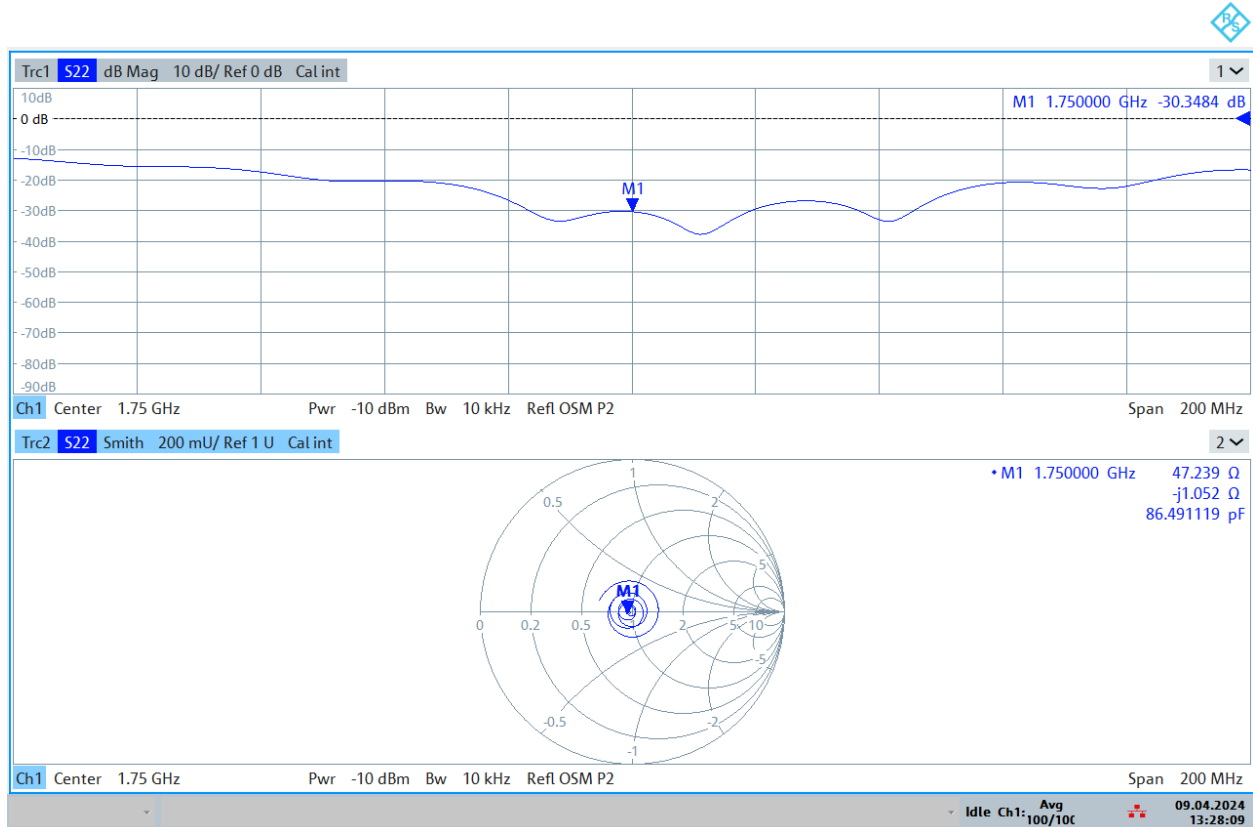 R&S
Trc1 S22 dB Mag 10 dB/ Ref 0 dB Cal int 1
10dB M1 1.750000 GHz -30.3484 dB
0 dB
-10dB
-20dB
M1
-30dB
-40dB
-50dB
-60dB
-70dB
-80dB
-90dB
Ch1 Center 1.75 GHz Pwr -10 dBm Bw 10 kHz Refl OSM P2 Span 200 MHz
Trc2 S22 Smith 200 mU/ Ref 1 U Cal int 2
1 • M1 1.750000 GHz 47.239 Ω
0.5 2 -j1.052 Ω
86.491119 pF
5
M1
0 0.2 0.5 1 2 5 10
-5
-0.5 -2
-1
Ch1 Center 1.75 GHz Pwr -10 dBm Bw 10 kHz Refl OSM P2 Span 200 MHz
Idle Ch1: Avg 100/100 09.04.2024
13:28:09